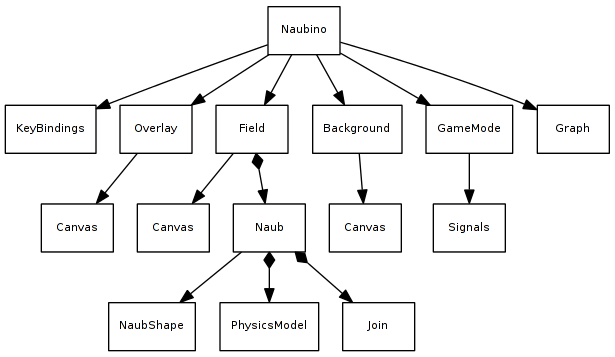 Naubino
KeyBindings
Overlay
Field
Background
GameMode
Graph
Canvas
Canvas
Naub
Canvas
Signals
NaubShape
PhysicsModel
Join